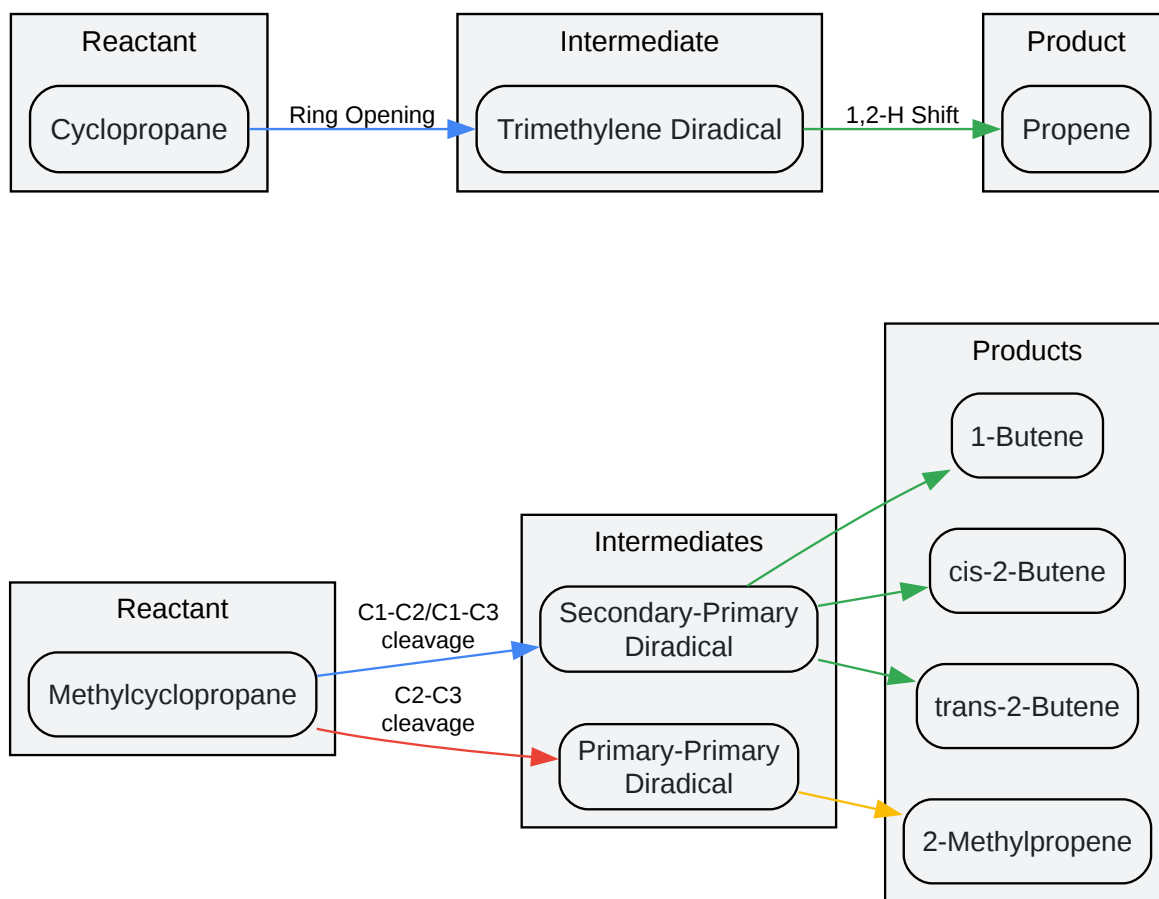 Reactant
Intermediate
Product
Cyclopropane
Ring Opening
Trimethylene Diradical
1,2-H Shift
Propene
Products
1-Butene
Intermediates
cis-2-Butene
Reactant
C1-C2/C1-C3
cleavage
Secondary-Primary
Diradical
Methylcyclopropane
C2-C3
cleavage
trans-2-Butene
Primary-Primary
Diradical
2-Methylpropene